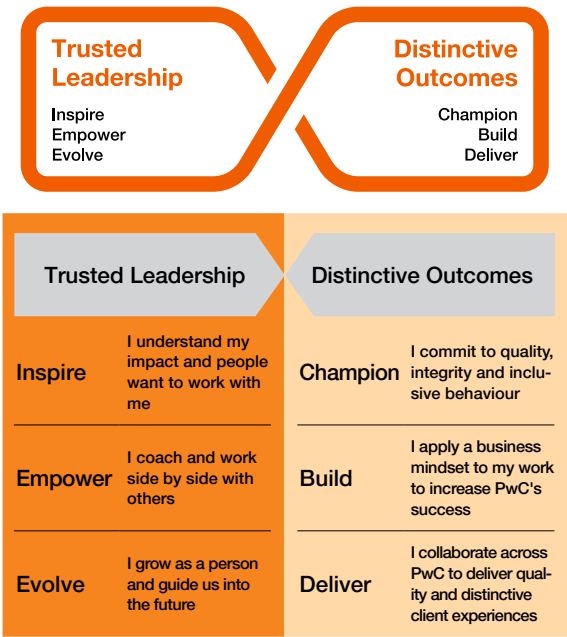 Trusted
Leadership
Inspire
Empower
Evolve
Distinctive
Outcomes
Champion
Build
Deliver
Trusted Leadership
Distinctive Outcomes
Inspire
I understand my
impact and people
want to work with
me
Champion
I commit to quality,
integrity and inclu-
sive behaviour
Empower
I coach and work
side by side with
others
Build
I apply a business
mindset to my work
to increase PwC's
success
Evolve
I grow as a person
and guide us into
the future
Deliver
I collaborate across
PwC to deliver qual-
ity and distinctive
client experiences